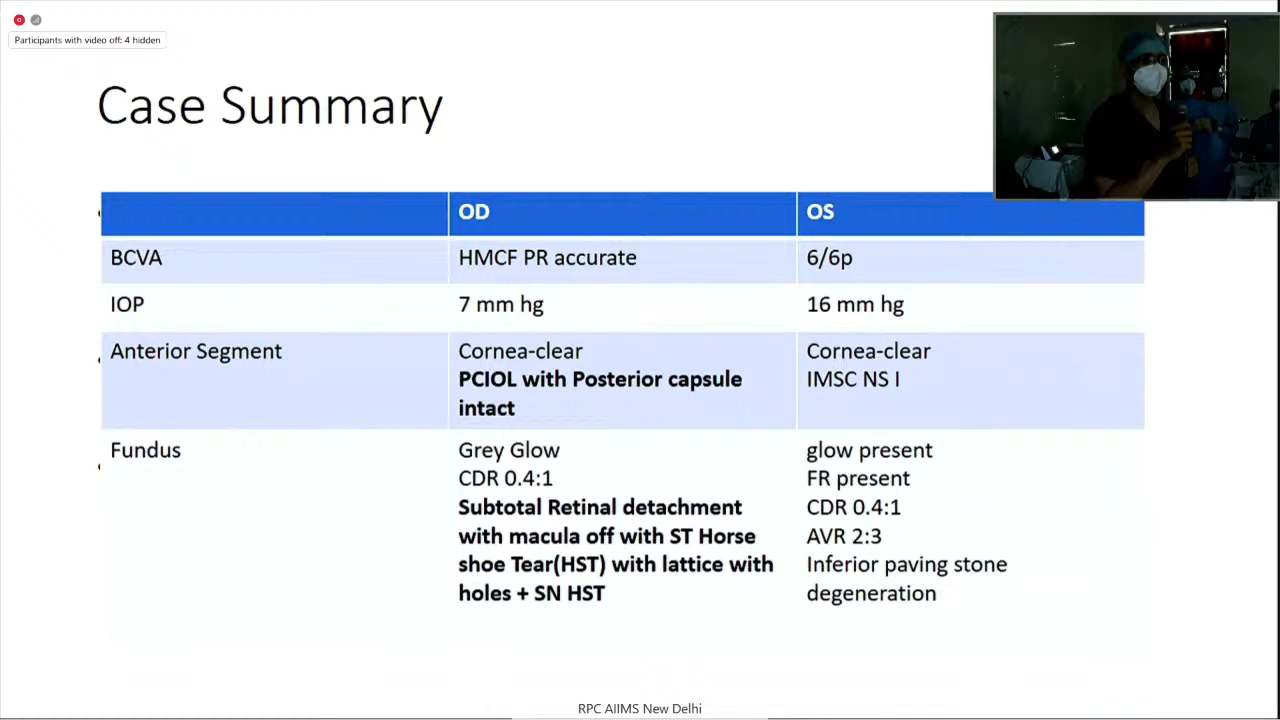 Participants with video off: 4 hidden
Case Summary
OD OS
BCVA HMCF PR accurate 6/6p
IOP 7 mm hg 16 mm hg
Anterior Segment Cornea-clear Cornea-clear
PCIOL with Posterior capsule IMSC NS I
intact
Fundus Grey Glow glow present
CDR 0.4:1 FR present
Subtotal Retinal detachment CDR 0.4:1
with macula off with ST Horse AVR 2:3
shoe Tear(HST) with lattice with Inferior paving stone
holes + SN HST degeneration
RPC AIIMS New Delhi